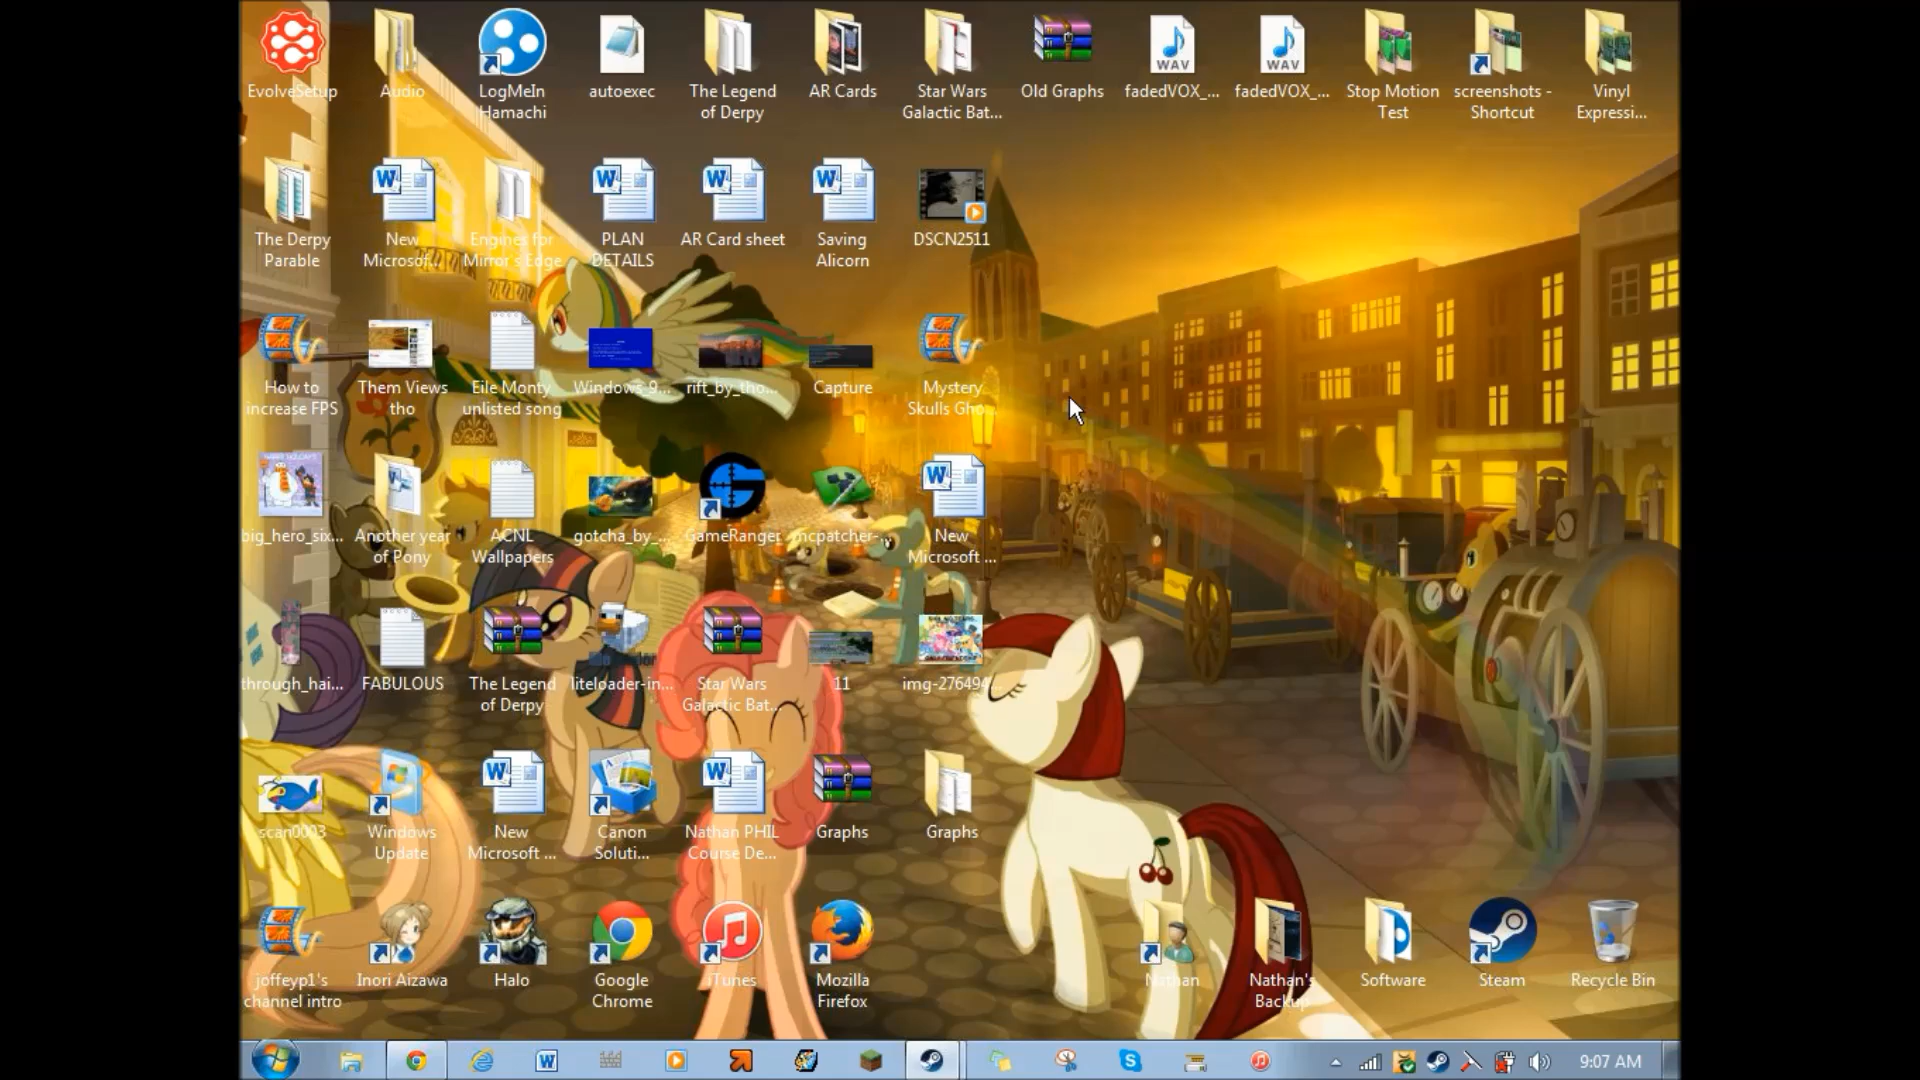 EvolveSetup
Audio
LogMeIn
Hamachi
autoexec
The Legend
of Derpy
AR Cards
Star Wars
Galactic Bat...
Old Graphs
fadedVOX_...
fadedVOX_...
Stop Motion
Test
screenshots -
Shortcut
Vinyl
Expressi...
WAV
WAV
The Derpy
Parable
New
Microsof...
Engines for
Mirror's Edge
PLAN
DETAILS
AR Card sheet
Saving
Alicorn
DSCN2511
How to
increase FPS
Them Views
tho
Eile Monty
unlisted song
Windows-9...
rift_by_tho...
Capture
Mystery
Skulls Gho...
big_hero_six...
Another year
of Pony
ACNL
Wallpapers
gotcha_by_...
GameRanger
mcpatcher-...
New
Microsoft ...
through_hai...
FABULOUS
The Legend
of Derpy
liteloader-in...
Star Wars
Galactic Bat...
11
img-276494...
scan0003
Windows
Update
New
Microsoft ...
Canon
Soluti...
Nathan PHIL
Course De...
Graphs
Graphs
joffeyp1's
channel intro
Inori Aizawa
Halo
Google
Chrome
iTunes
Mozilla
Firefox
Nathan
Nathan's
Backup
Software
Steam
Recycle Bin
9:07 AM